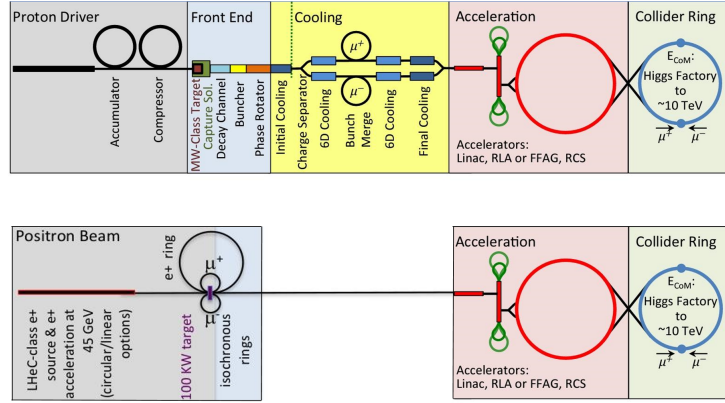 Proton Driver
Front End
Cooling
Acceleration
Collider Ring
Accumulator
Compressor
MW-Class Target
Capture Sol.
Decay Channel
Buncher
Phase Rotator
Initial Cooling
Charge Separator
6D Cooling
μ+
μ−
Bunch
Merge
6D Cooling
Final Cooling
Accelerators:
Linac, RLA or FFAG, RCS
ECoM:
Higgs Factory
to
~10 TeV
μ+ μ−
Positron Beam
Acceleration
Collider Ring
LHeC-class e+
source & e+
acceleration at
45 GeV
(circular/linear
options)
100 KW target
e+ ring
μ+
μ-
isochronous
rings
Accelerators:
Linac, RLA or FFAG, RCS
ECoM:
Higgs Factory
to
~10 TeV
μ+ μ−